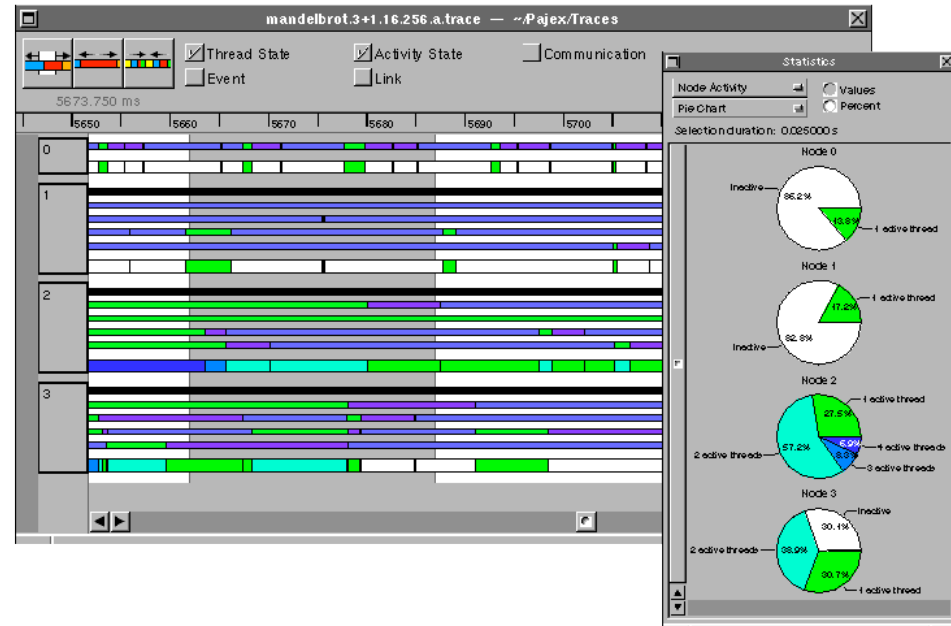 mandelbrot.3+1.16.256.a.trace — ~/Pajex/Traces
Thread State
Activity State
Communication
Event
Link
5673.750 ms
5650
5660
5670
5680
5690
5700
0
1
2
3
Statistics
Node Activity
Values
Pie Chart
Percent
Selection duration: 0.025000 s
Node 0
Inactive
86.2%
13.8%
1 active thread
Node 1
1 active thread
17.2%
82.8%
Inactive
Node 2
1 active thread
27.5%
6.9%
4 active threads
2 active threads
57.2%
8.3%
3 active threads
Node 3
Inactive
30.1%
2 active threads
38.9%
30.7%
1 active thread